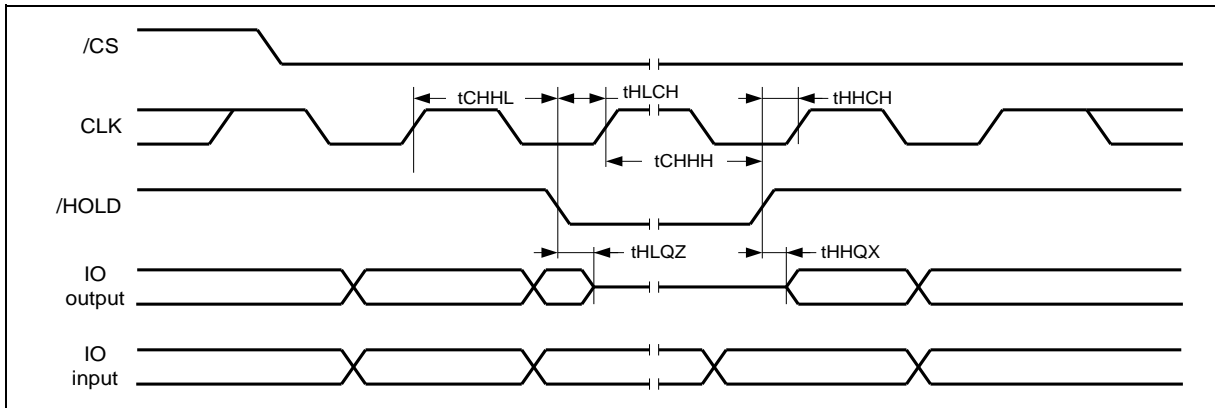 /CS
tCHHL
tHLCH
tHHCH
CLK
tCHHH
/HOLD
tHLQZ
tHHQX
IO
output
IO
input